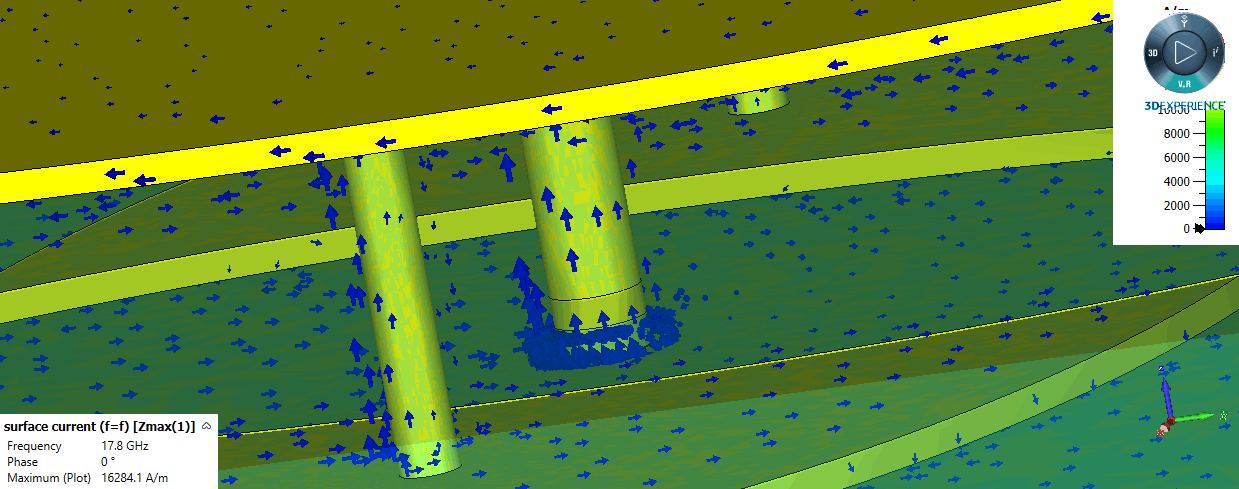 A/m
3D
i²
V,R
3DEXPERIENCE
10000
8000
6000
4000
2000
0
surface current (f=f) [Zmax(1)]
Frequency 17.8 GHz
Phase 0 °
Maximum (Plot) 16284.1 A/m